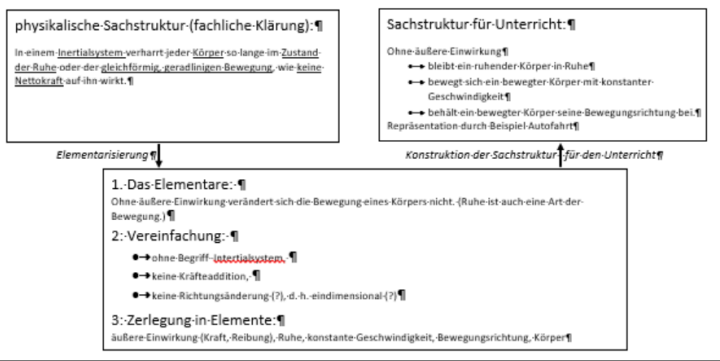 physikalische Sachstruktur (fachliche Klärung):¶
In einem Inertialsystem verharrt jeder Körper so lange im Zustand
der Ruhe oder der gleichförmig, geradlinigen Bewegung, wie keine
Nettokraft auf ihn wirkt.¶
Sachstruktur für Unterricht:¶
Ohne äußere Einwirkung¶
bleibt ein ruhender Körper in Ruhe¶
bewegt sich ein bewegter Körper mit konstanter
Geschwindigkeit¶
behält ein bewegter Körper seine Bewegungsrichtung bei.¶
Repräsentation durch Beispiel Autofahrt¶
Elementarisierung¶
Konstruktion der Sachstruktur für den Unterricht¶
1. Das Elementare: ¶
Ohne äußere Einwirkung verändert sich die Bewegung eines Körpers nicht. (Ruhe ist auch eine Art der
Bewegung.)¶
2: Vereinfachung: ¶
ohne Begriff Intertialsystem, ¶
keine Kräfteaddition, ¶
keine Richtungsänderung (?), d. h. eindimensional (?)¶
3: Zerlegung in Elemente:¶
äußere Einwirkung (Kraft, Reibung), Ruhe, konstante Geschwindigkeit, Bewegungsrichtung, Körper¶